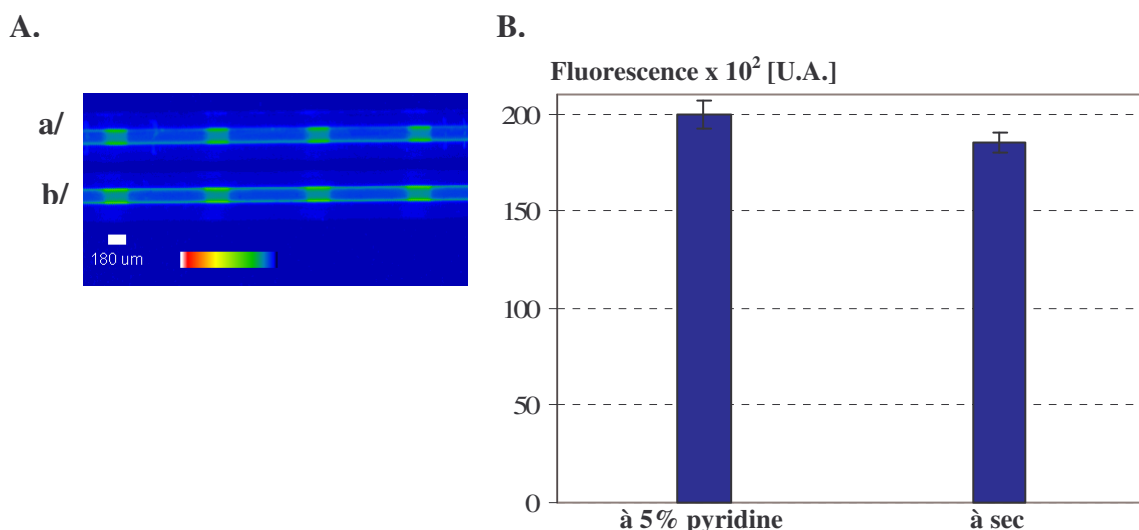 A.
B.
a/
b/
180 um
Fluorescence x 10² [U.A.]
200
150
100
50
0
à 5% pyridine
à sec